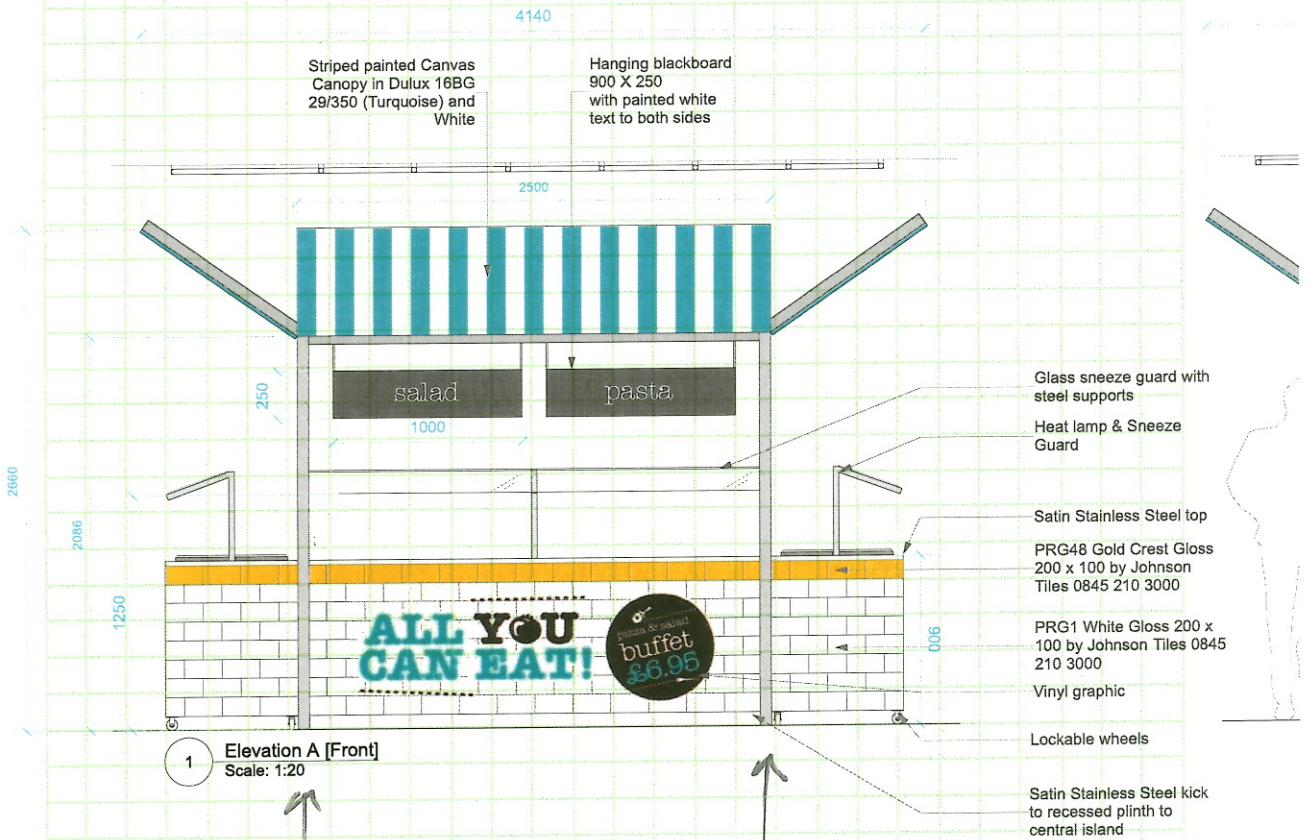 4140
Striped painted Canvas
Canopy in Dulux 16BG
29/350 (Turquoise) and
White
Hanging blackboard
900 X 250
with painted white
text to both sides
2500
salad
pasta
250
1000
2660
2086
1250
900
Glass sneeze guard with
steel supports
Heat lamp & Sneeze
Guard
Satin Stainless Steel top
PRG48 Gold Crest Gloss
200 x 100 by Johnson
Tiles 0845 210 3000
PRG1 White Gloss 200 x
100 by Johnson Tiles 0845
210 3000
Vinyl graphic
Lockable wheels
Satin Stainless Steel kick
to recessed plinth to
central island
ALL YOU
CAN EAT!
pizza & salad
buffet
£6.95
1
Elevation A [Front]
Scale: 1:20